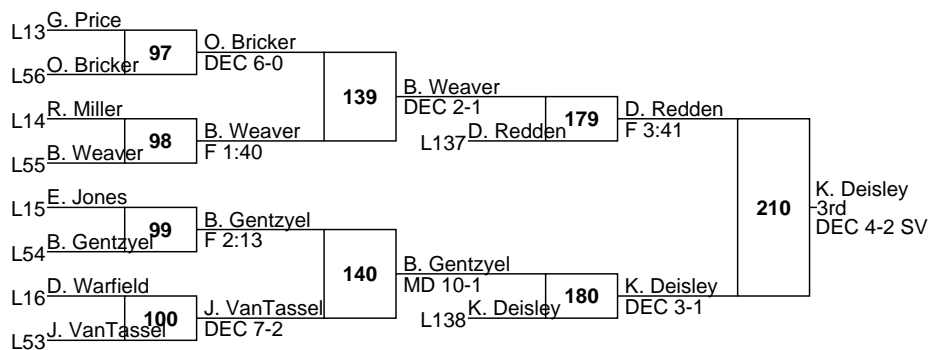 L13 G. Price
97
O. Bricker
DEC 6-0
L56 O. Bricker
139
B. Weaver
DEC 2-1
L14 R. Miller
98
B. Weaver
F 1:40
L55 B. Weaver
L137 D. Redden
179
D. Redden
F 3:41
L15 E. Jones
99
B. Gentzyel
F 2:13
L54 B. Gentzyel
140
B. Gentzyel
MD 10-1
L16 D. Warfield
100
J. VanTassel
DEC 7-2
L53 J. VanTassel
L138 K. Deisley
180
K. Deisley
DEC 3-1
210
K. Deisley
3rd
DEC 4-2 SV